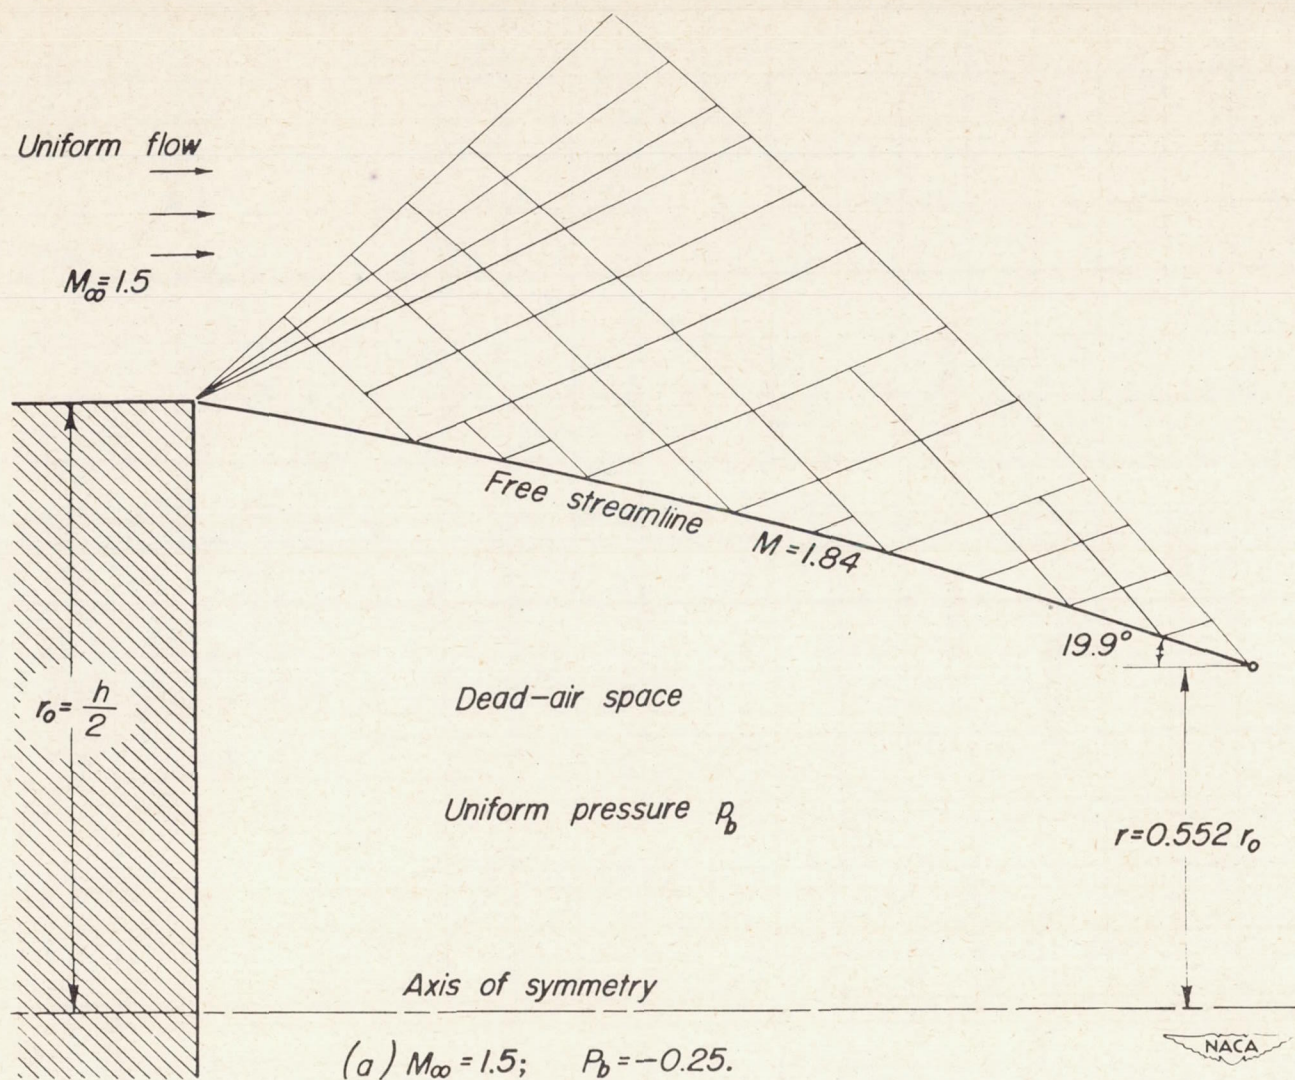 Uniform flow
M∞=1.5
Free streamline
M=1.84
19.9°
r₀= h/2
Dead-air space
Uniform pressure p_b
r=0.552 r₀
Axis of symmetry
(a) M∞=1.5; P_b=-0.25.
NACA